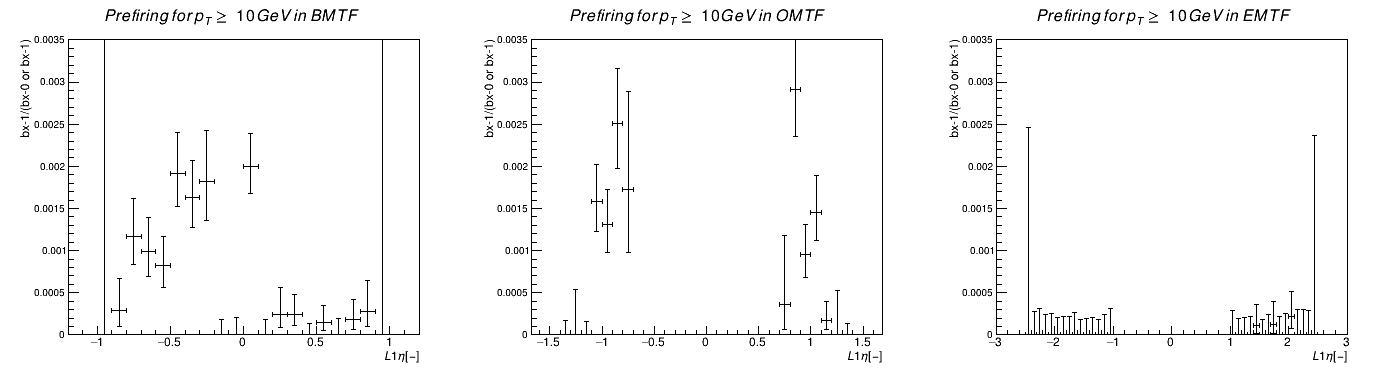 Prefiring for p_T ≥ 10 GeV in BMTF
bx-1/(bx-0 or bx-1)
0.0035
0.003
0.0025
0.002
0.0015
0.001
0.0005
0
−1 −0.5 0 0.5 1
L1η[−]
Prefiring for p_T ≥ 10 GeV in OMTF
bx-1/(bx-0 or bx-1)
0.0035
0.003
0.0025
0.002
0.0015
0.001
0.0005
0
−1.5 −1 −0.5 0 0.5 1 1.5
L1η[−]
Prefiring for p_T ≥ 10 GeV in EMTF
bx-1/(bx-0 or bx-1)
0.0035
0.003
0.0025
0.002
0.0015
0.001
0.0005
0
−3 −2 −1 0 1 2 3
L1η[−]